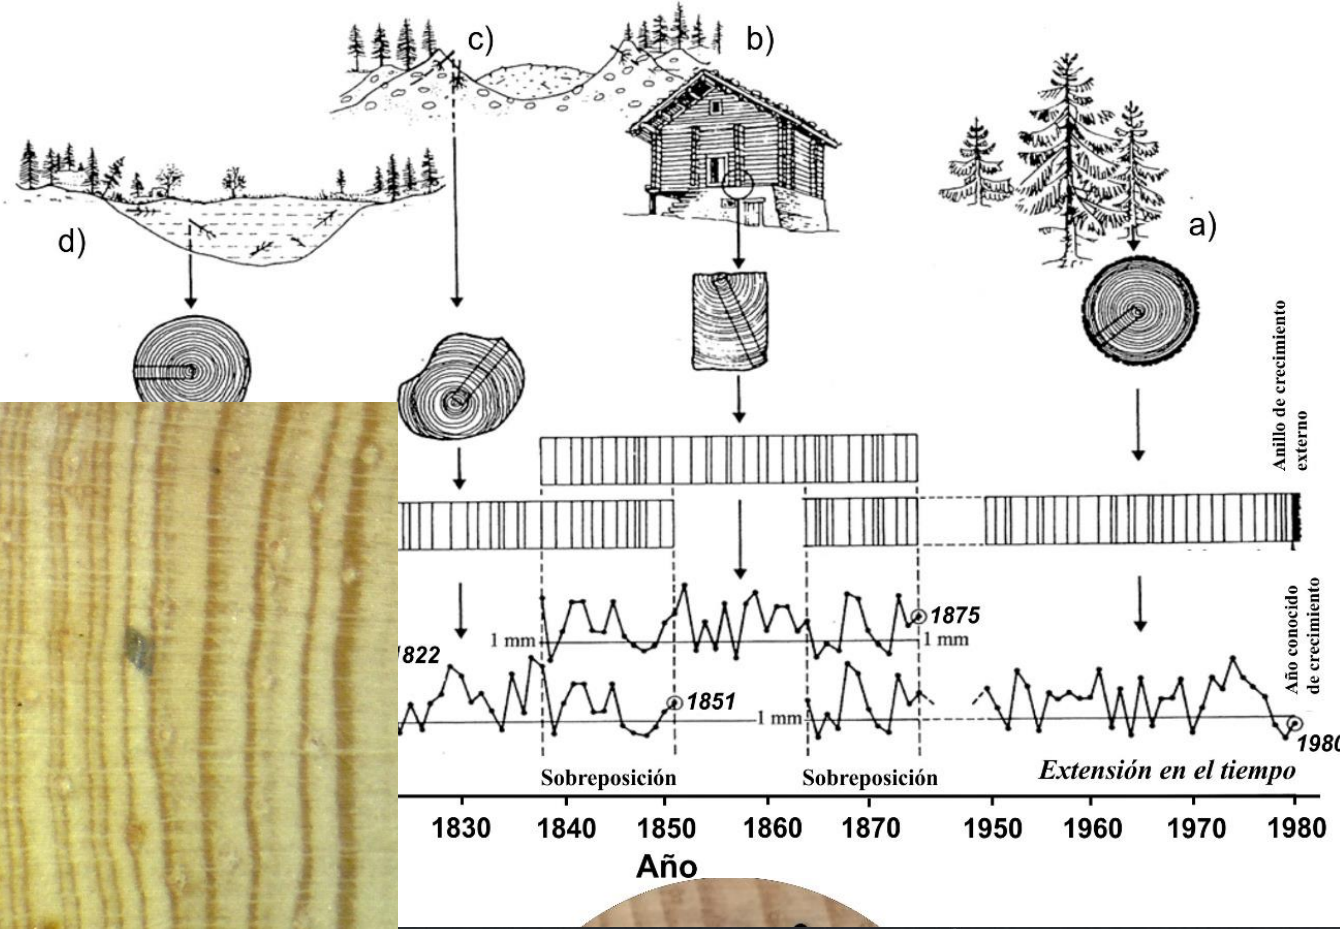 c)
b)
a)
d)
Anillo de crecimiento
externo
1875
1 mm
1 mm
1822
1851
1 mm
Año conocido
de crecimiento
1980
Sobreposición
Sobreposición
Extensión en el tiempo
1830 1840 1850 1860 1870 1950 1960 1970 1980
Año